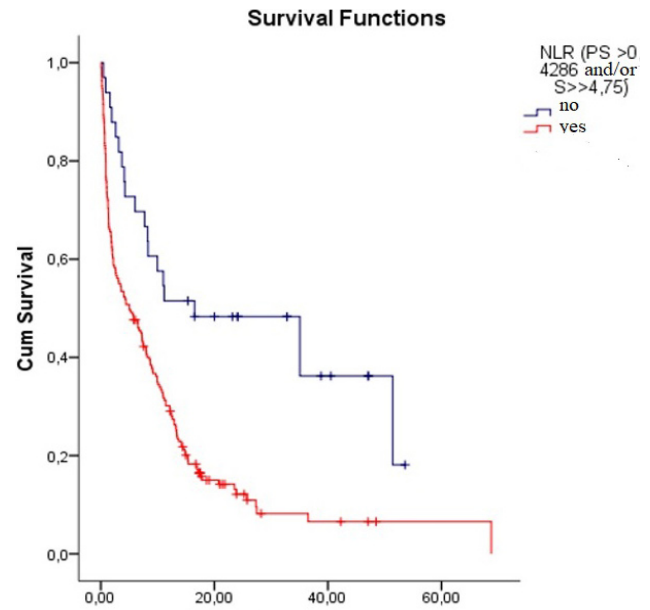 Survival Functions
NLR (PS >0
4286 and/or
S>>4,75)
no
yes
Cum Survival
1,0
0,8
0,6
0,4
0,2
0,0
0,00 20,00 40,00 60,00